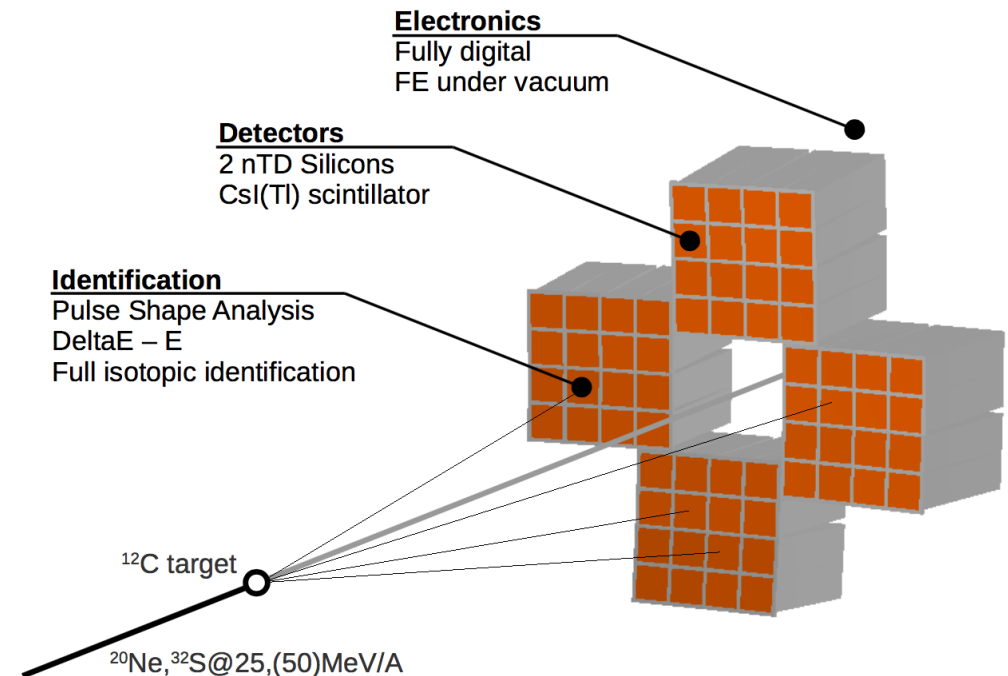 Electronics
Fully digital
FE under vacuum
Detectors
2 nTD Silicons
CsI(Tl) scintillator
Identification
Pulse Shape Analysis
DeltaE – E
Full isotopic identification
¹²C target
²⁰Ne,³²S@25,(50)MeV/A